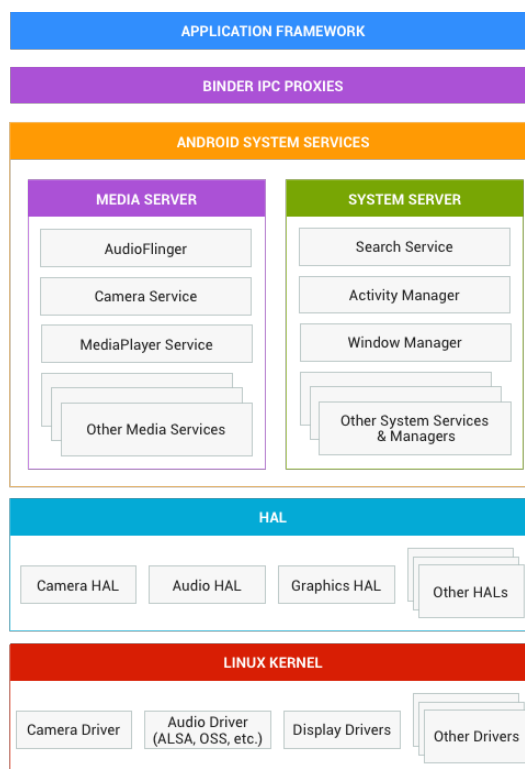 APPLICATION FRAMEWORK
BINDER IPC PROXIES
ANDROID SYSTEM SERVICES
MEDIA SERVER
AudioFlinger
Camera Service
MediaPlayer Service
Other Media Services
SYSTEM SERVER
Search Service
Activity Manager
Window Manager
Other System Services
& Managers
HAL
Camera HAL
Audio HAL
Graphics HAL
Other HALs
LINUX KERNEL
Camera Driver
Audio Driver
(ALSA, OSS, etc.)
Display Drivers
Other Drivers